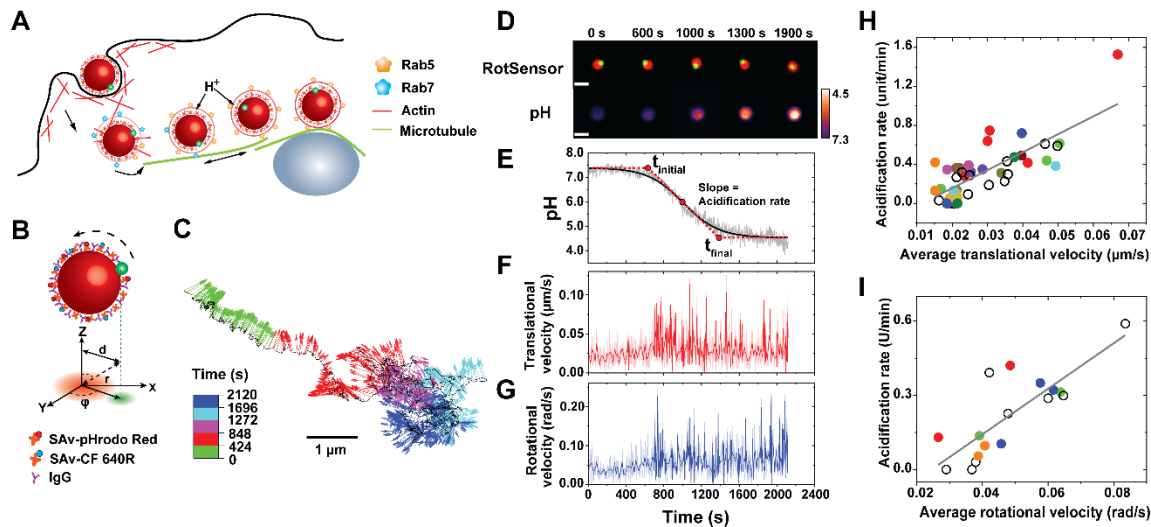 A
H⁺
Rab5
Rab7
Actin
Microtubule
B
Z
d
r
X
Y
φ
SAv-pHrodo Red
SAv-CF 640R
IgG
C
Time (s)
2120
1696
1272
848
424
0
1 µm
D
0 s 600 s 1000 s 1300 s 1900 s
RotSensor
pH
4.5
7.3
E
8.0
7.0
6.0
5.0
4.0
pH
t initial
Slope =
Acidification rate
t final
F
0.10
0.05
0.00
Translational
velocity (µm/s)
G
0.20
0.10
0.00
Rotational
velocity (rad/s)
0 400 800 1200 1600 2000 2400
Time (s)
H
1.6
1.2
0.8
0.4
0.0
Acidification rate (unit/min)
0.01 0.02 0.03 0.04 0.05 0.06 0.07
Average translational velocity (µm/s)
I
0.6
0.3
0.0
Acidification rate (U/min)
0.02 0.04 0.06 0.08
Average rotational velocity (rad/s)